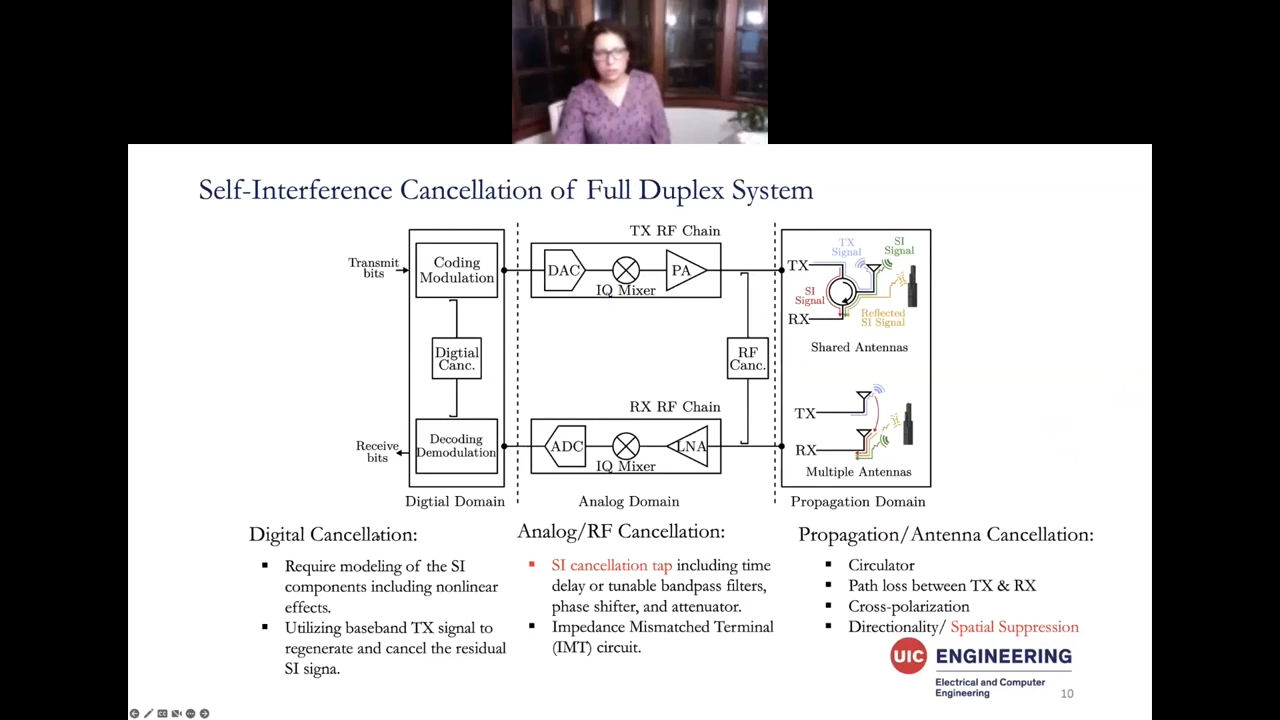 Self-Interference Cancellation of Full Duplex System
TX RF Chain
Transmit
bits
Coding
Modulation
DAC
IQ Mixer
PA
TX
TX
Signal
SI
Signal
SI
Signal
RX
Reflected
SI Signal
Shared Antennas
Digtial
Canc.
RF
Canc.
RX RF Chain
Receive
bits
Decoding
Demodulation
ADC
IQ Mixer
LNA
TX
RX
Multiple Antennas
Digtial Domain
Analog Domain
Propagation Domain
Digital Cancellation:
▪ Require modeling of the SI
components including nonlinear
effects.
▪ Utilizing baseband TX signal to
regenerate and cancel the residual
SI signa.
Analog/RF Cancellation:
▪ SI cancellation tap including time
delay or tunable bandpass filters,
phase shifter, and attenuator.
▪ Impedance Mismatched Terminal
(IMT) circuit.
Propagation/Antenna Cancellation:
▪ Circulator
▪ Path loss between TX & RX
▪ Cross-polarization
▪ Directionality/ Spatial Suppression
UIC ENGINEERING
Electrical and Computer
Engineering
10